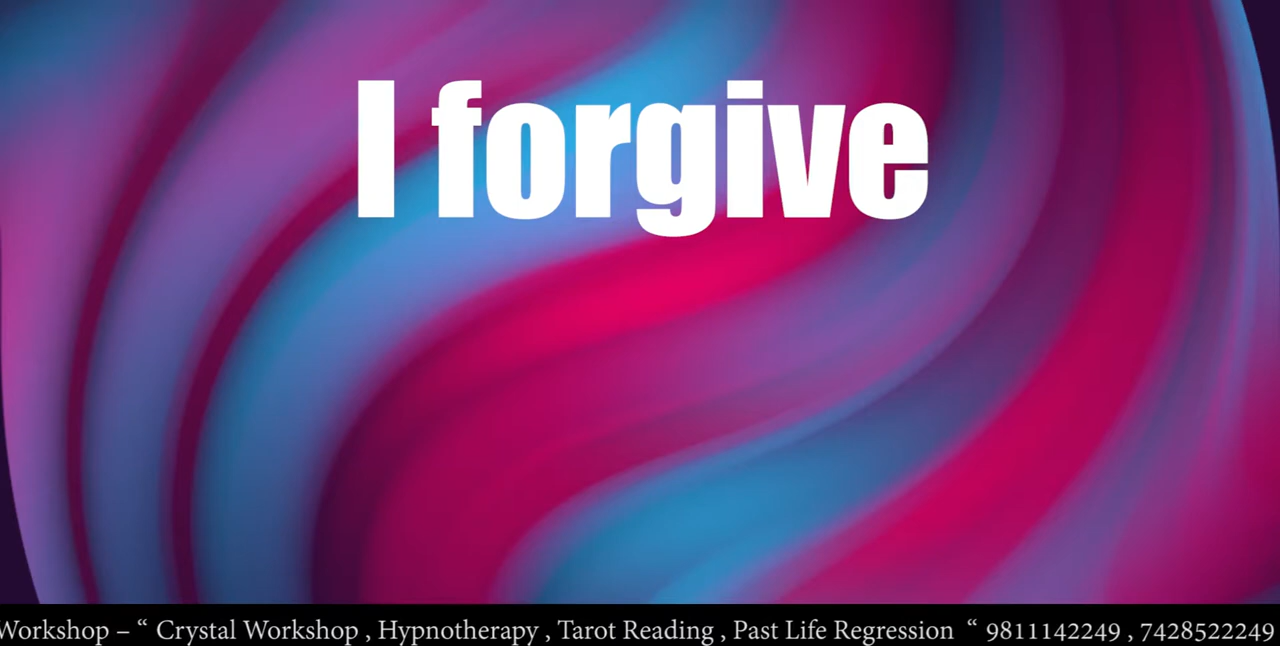 I forgive
Workshop – “ Crystal Workshop , Hypnotherapy , Tarot Reading , Past Life Regression “ 9811142249 , 7428522249